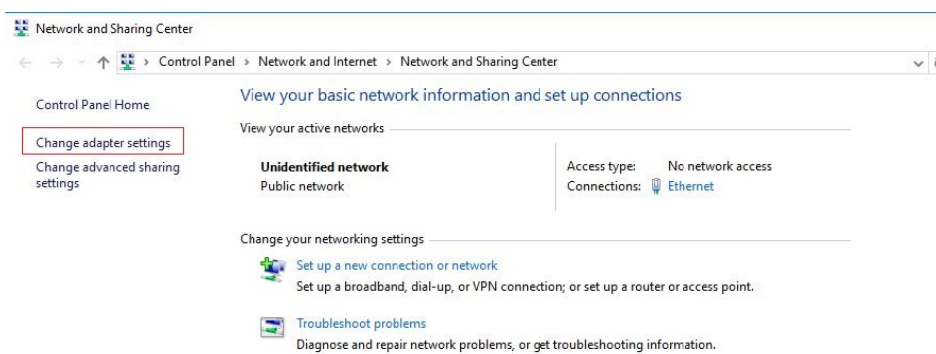 Network and Sharing Center
Control Panel > Network and Internet > Network and Sharing Center
Control Panel Home
Change adapter settings
Change advanced sharing
settings
View your basic network information and set up connections
View your active networks
Unidentified network
Public network
Access type: No network access
Connections: Ethernet
Change your networking settings
Set up a new connection or network
Set up a broadband, dial-up, or VPN connection; or set up a router or access point.
Troubleshoot problems
Diagnose and repair network problems, or get troubleshooting information.